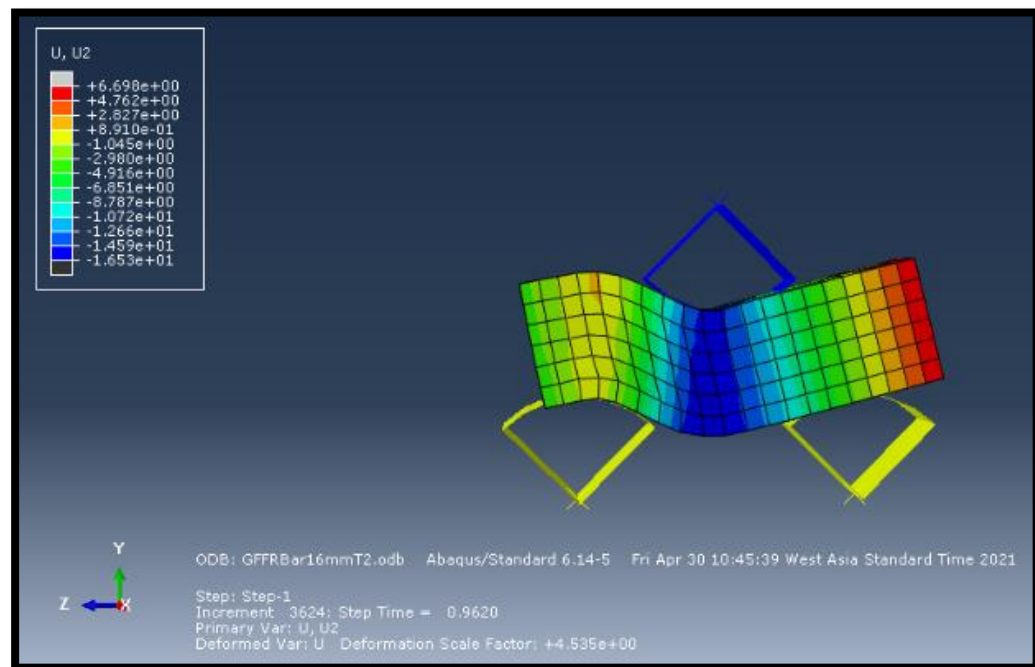 U, U2
+6.698e+00
+4.762e+00
+2.827e+00
+8.910e-01
-1.045e+00
-2.980e+00
-4.916e+00
-6.851e+00
-8.787e+00
-1.072e+01
-1.266e+01
-1.459e+01
-1.653e+01
Y
Z X
ODB: GFFRBar16mmT2.odb Abaqus/Standard 6.14-5 Fri Apr 30 10:45:39 West Asia Standard Time 2021
Step: Step-1
Increment 3624: Step Time = 0.9620
Primary Var: U, U2
Deformed Var: U Deformation Scale Factor: +4.535e+00